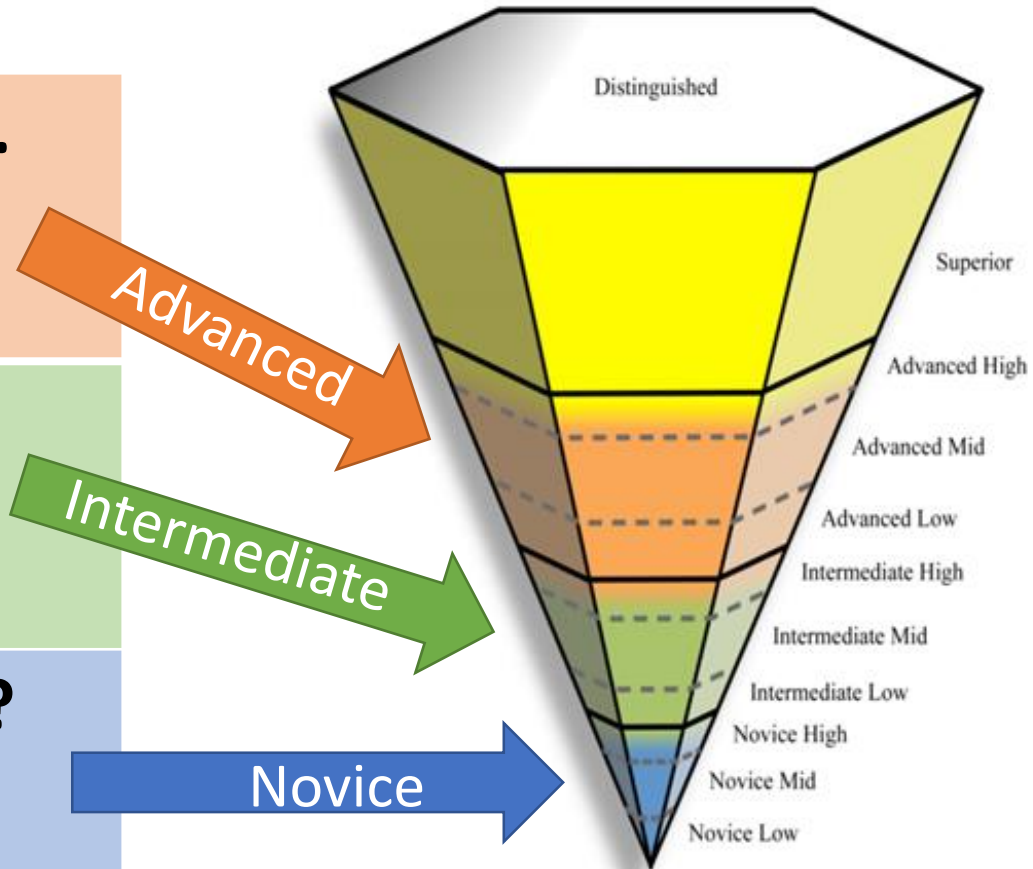 .
?
Advanced
Intermediate
Novice
Distinguished
Superior
Advanced High
Advanced Mid
Advanced Low
Intermediate High
Intermediate Mid
Intermediate Low
Novice High
Novice Mid
Novice Low